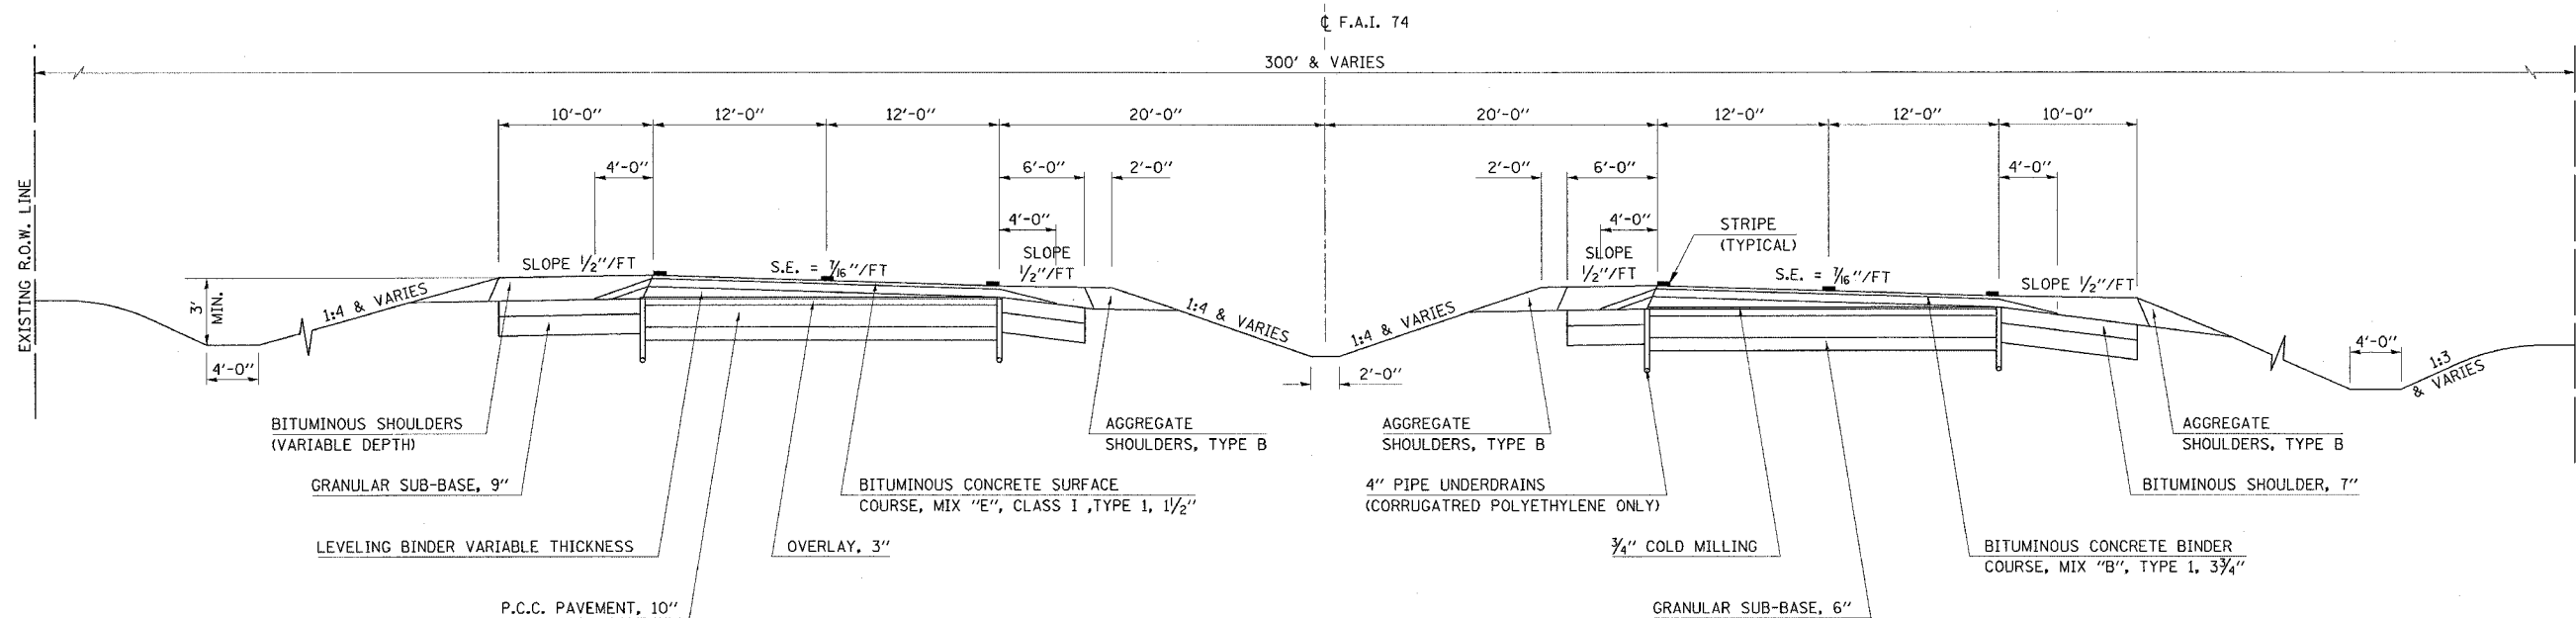 ℄ F.A.I. 74
300' & VARIES
10'-0" 12'-0" 12'-0" 20'-0" 20'-0" 12'-0" 12'-0" 10'-0"
4'-0" 6'-0" 2'-0" 2'-0" 6'-0" 4'-0"
EXISTING R.O.W. LINE
4'-0" 4'-0"
STRIPE
(TYPICAL)
SLOPE 1/2"/FT
S.E. = 7/16"/FT
SLOPE
1/2"/FT
SLOPE
1/2"/FT
S.E. = 7/16"/FT
SLOPE 1/2"/FT
3'
MIN.
1:4 & VARIES
1:4 & VARIES
1:4 & VARIES
1:3
& VARIES
4'-0"
2'-0"
4'-0"
BITUMINOUS SHOULDERS
(VARIABLE DEPTH)
AGGREGATE
SHOULDERS, TYPE B
AGGREGATE
SHOULDERS, TYPE B
AGGREGATE
SHOULDERS, TYPE B
GRANULAR SUB-BASE, 9"
BITUMINOUS CONCRETE SURFACE
COURSE, MIX "E", CLASS I ,TYPE 1, 1 1/2"
4" PIPE UNDERDRAINS
(CORRUGATRED POLYETHYLENE ONLY)
BITUMINOUS SHOULDER, 7"
LEVELING BINDER VARIABLE THICKNESS
OVERLAY, 3"
3/4" COLD MILLING
BITUMINOUS CONCRETE BINDER
COURSE, MIX "B", TYPE 1, 3 3/4"
P.C.C. PAVEMENT, 10"
GRANULAR SUB-BASE, 6"